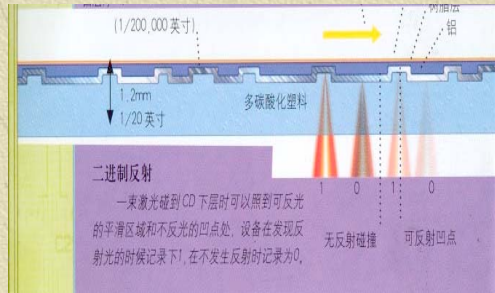 (1/200,000英寸)
树脂层
铝
1.2mm
1/20 英寸
多碳酸化塑料
1 0 1 0
无反射碰撞
可反射凹点
二进制反射
一束激光碰到CD下层时可以照到可反光
的平滑区域和不反光的凹点处，设备在发现反
射光的时候记录下1,在不发生反射时记录为0。